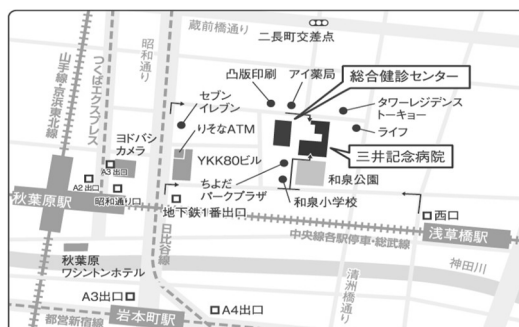 蔵前橋通り
二長町交差点
昭和通り
山手線・京浜東北線
つくばエクスプレス
凸版印刷
アイ薬局
総合健診センター
セブン
イレブン
タワーレジデンス
トーキョー
りそなATM
ライフ
ヨドバシ
カメラ
三井記念病院
YKK80ビル
A3出口
ちよだ
パークプラザ
和泉公園
A2出口
昭和通り口
秋葉原駅
地下鉄1番出口
和泉小学校
西口
中央線各駅停車・総武線
浅草橋駅
日比谷線
秋葉原
ワシントンホテル
清洲橋通り
神田川
A3出口
A4出口
岩本町駅
都営新宿線